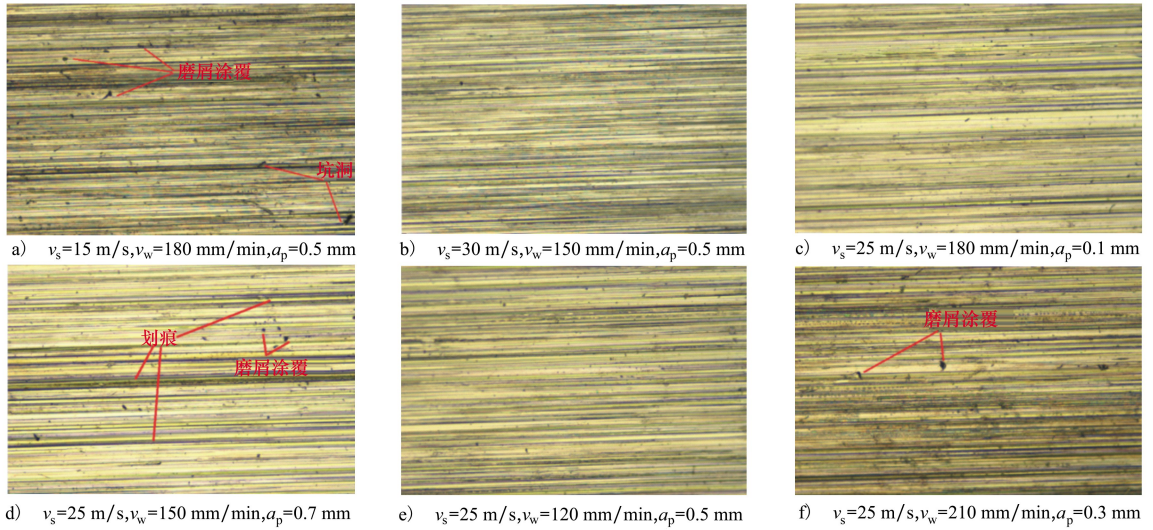 磨屑涂覆
坑洞
a) vs=15 m/s,vw=180 mm/min,ap=0.5 mm
b) vs=30 m/s,vw=150 mm/min,ap=0.5 mm
c) vs=25 m/s,vw=180 mm/min,ap=0.1 mm
划痕
磨屑涂覆
磨屑涂覆
d) vs=25 m/s,vw=150 mm/min,ap=0.7 mm
e) vs=25 m/s,vw=120 mm/min,ap=0.5 mm
f) vs=25 m/s,vw=210 mm/min,ap=0.3 mm